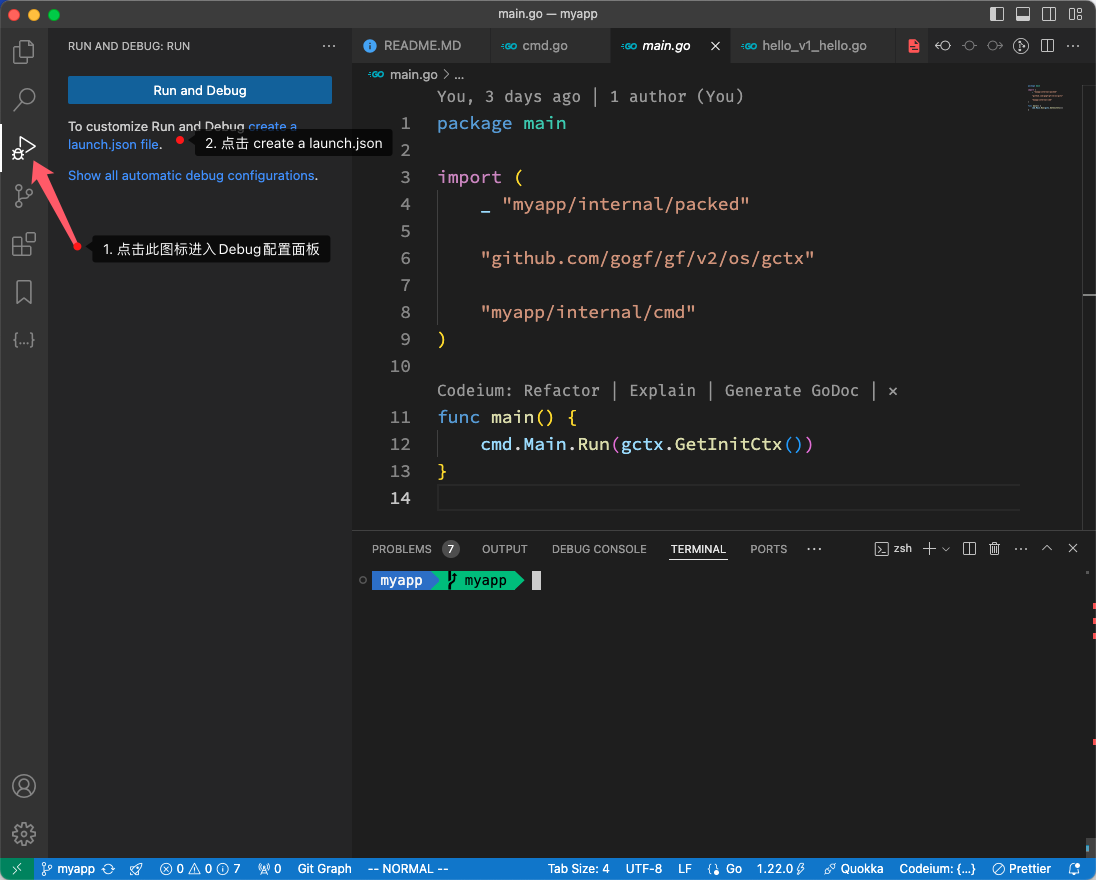 main.go — myapp
RUN AND DEBUG: RUN
Run and Debug
To customize Run and Debug create a
launch.json file.
2. 点击 create a launch.json
Show all automatic debug configurations.
1. 点击此图标进入Debug配置面板
README.MD
cmd.go
main.go
hello_v1_hello.go
main.go > ...
You, 3 days ago | 1 author (You)
1 package main
2
3 import (
4 _ "myapp/internal/packed"
5
6 "github.com/gogf/gf/v2/os/gctx"
7
8 "myapp/internal/cmd"
9 )
10
Codeium: Refactor | Explain | Generate GoDoc | ×
11 func main() {
12 cmd.Main.Run(gctx.GetInitCtx())
13 }
14
PROBLEMS 7 OUTPUT DEBUG CONSOLE TERMINAL PORTS ... zsh
myapp myapp
myapp 0 0 7 0 Git Graph -- NORMAL -- Tab Size: 4 UTF-8 LF Go 1.22.0 Quokka Codeium: {...} Prettier